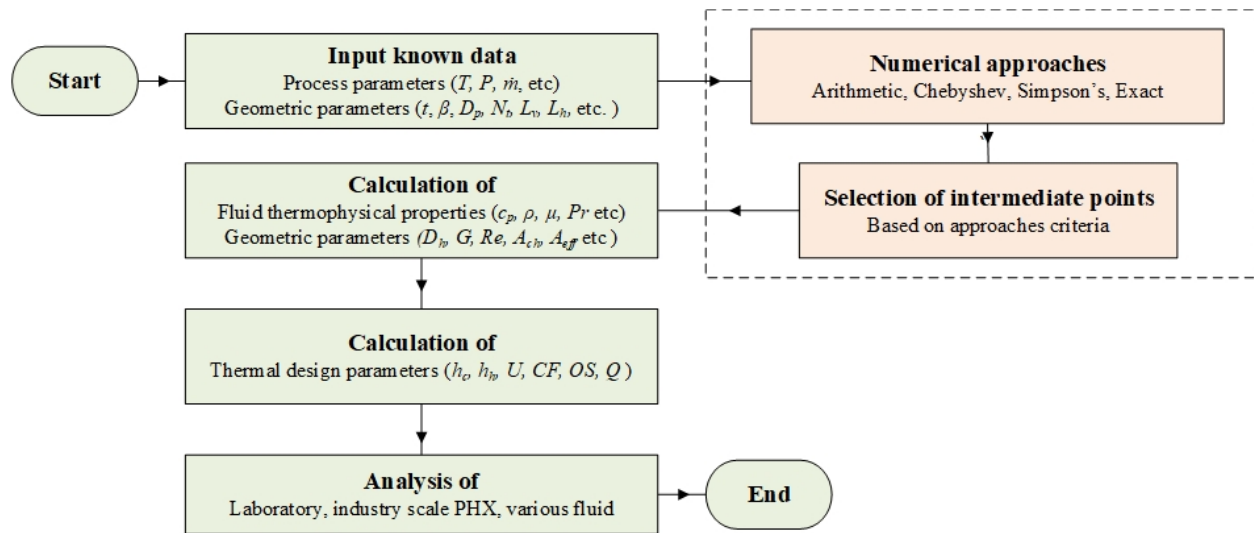 Start
Input known data
Process parameters (T, P, ṁ, etc)
Geometric parameters (t, β, Dp, Nt, Lv, Lh, etc. )
Numerical approaches
Arithmetic, Chebyshev, Simpson's, Exact
Selection of intermediate points
Based on approaches criteria
Calculation of
Fluid thermophysical properties (cp, ρ, μ, Pr etc)
Geometric parameters (Dh, G, Re, Ach, Aeff etc )
Calculation of
Thermal design parameters (hc, hh, U, CF, OS, Q )
Analysis of
Laboratory, industry scale PHX, various fluid
End